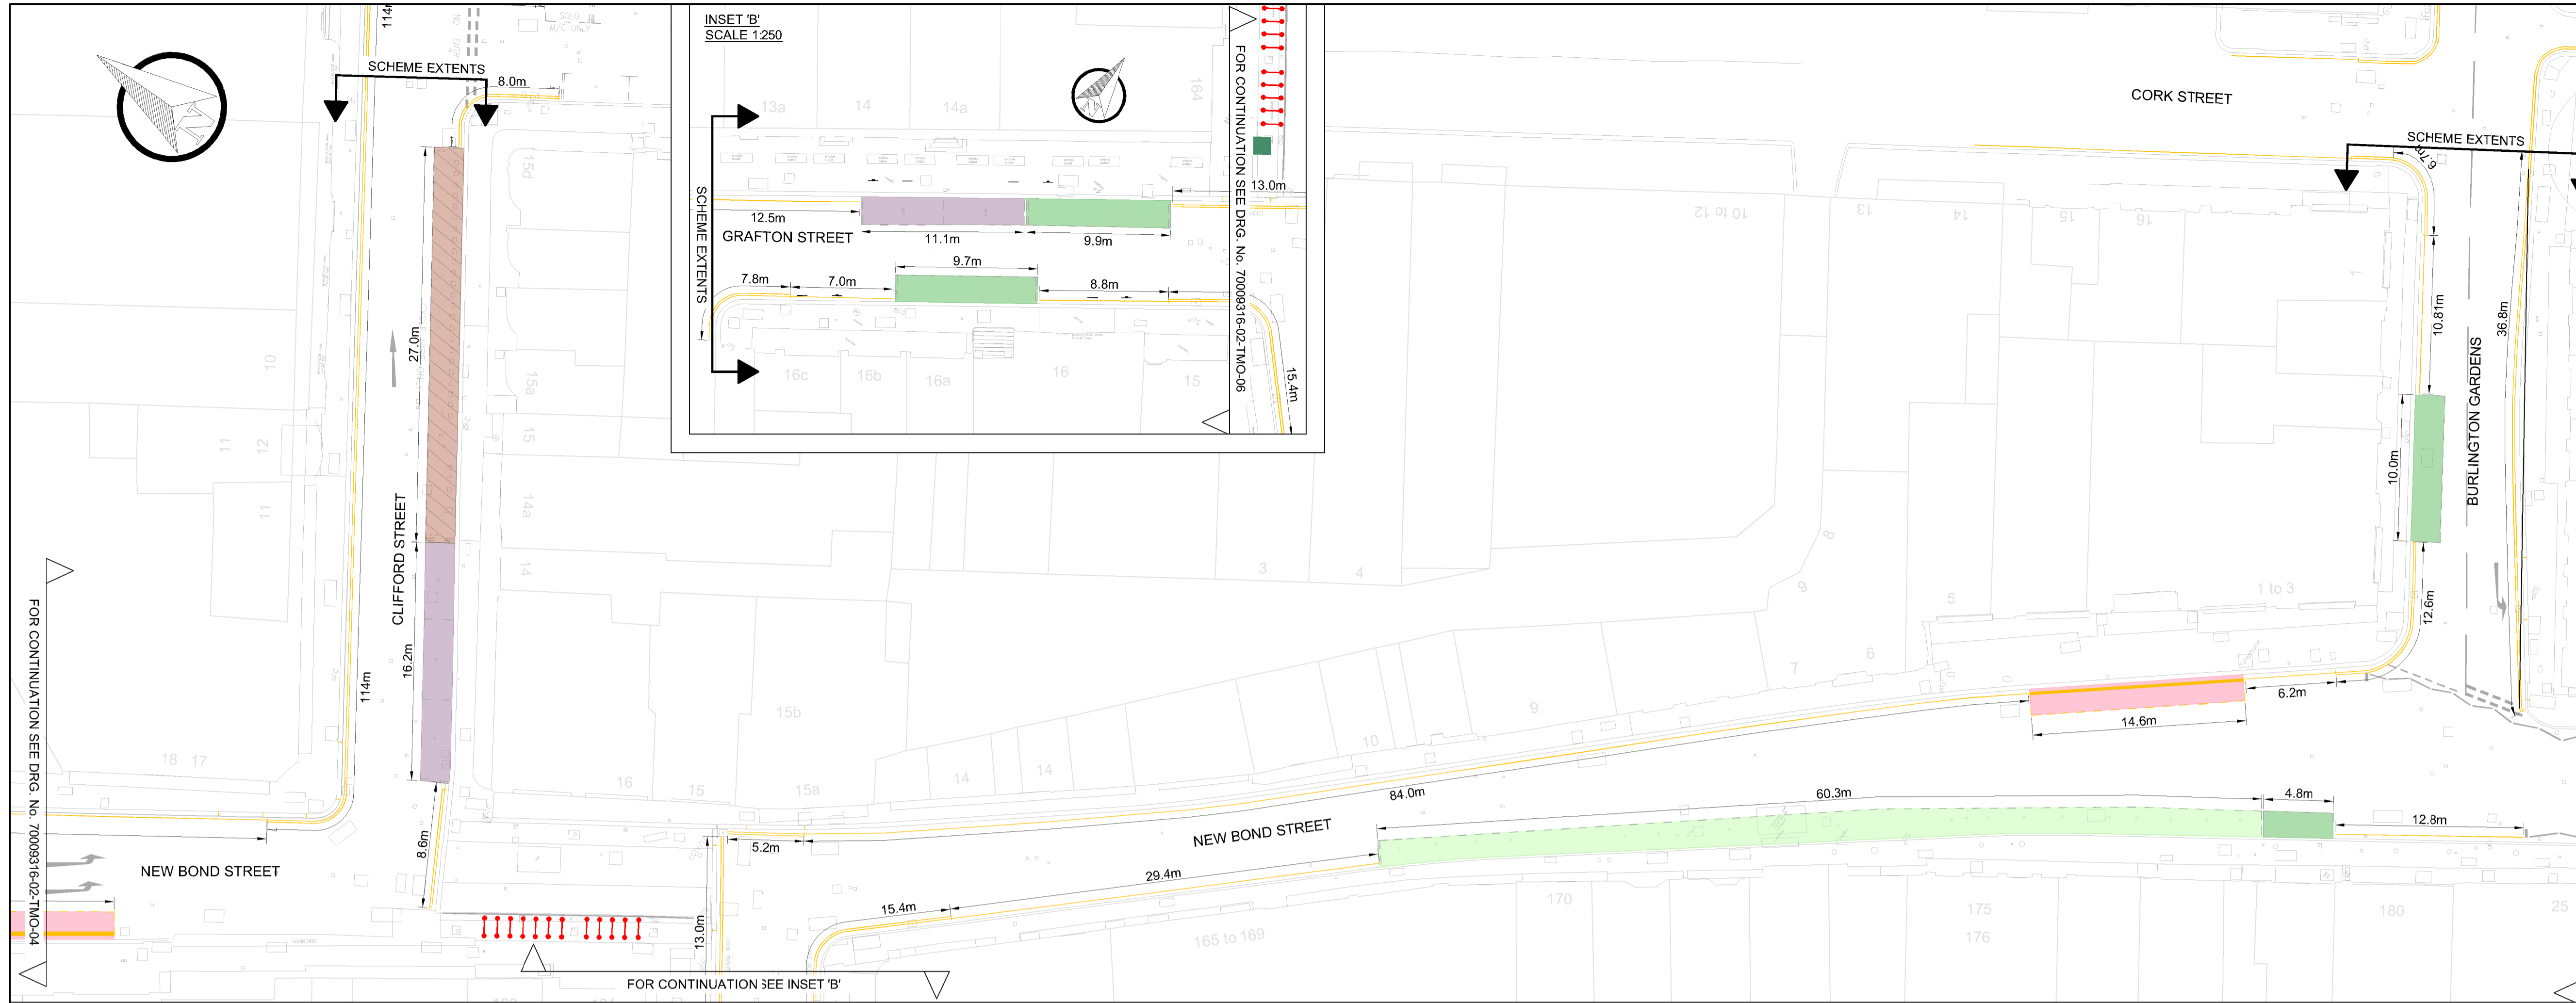 SCHEME EXTENTS
8.0m
114m
NO ENTRY
SOLO
M/C ONLY
27.0m
CLIFFORD STREET
16.2m
114m
8.6m
10
11
12
11
18 17
15d
15a
15
14a
14
16
15
15a
15b
FOR CONTINUATION SEE DRG. No. 70009316-02-TMO-04
NEW BOND STREET
HOARDING
INSET 'B'
SCALE 1:250
13a
14
14a
164
SCHEME EXTENTS
12.5m
GRAFTON STREET
11.1m
9.9m
13.0m
9.7m
7.8m
7.0m
8.8m
16c
16b
16a
16
15
15.4m
FOR CONTINUATION SEE DRG. No. 70009316-02-TMO-06
CORK STREET
SCHEME EXTENTS
6.7m
10 to 12
13
14
15
16
10.81m
36.8m
BURLINGTON GARDENS
10.0m
12.6m
1 to 3
3
4
8
9
5
6
7
9
10
14
14
6.2m
14.6m
84.0m
NEW BOND STREET
60.3m
4.8m
12.8m
5.2m
29.4m
15.4m
13.0m
165 to 169
170
175
176
180
25
FOR CONTINUATION SEE INSET 'B'